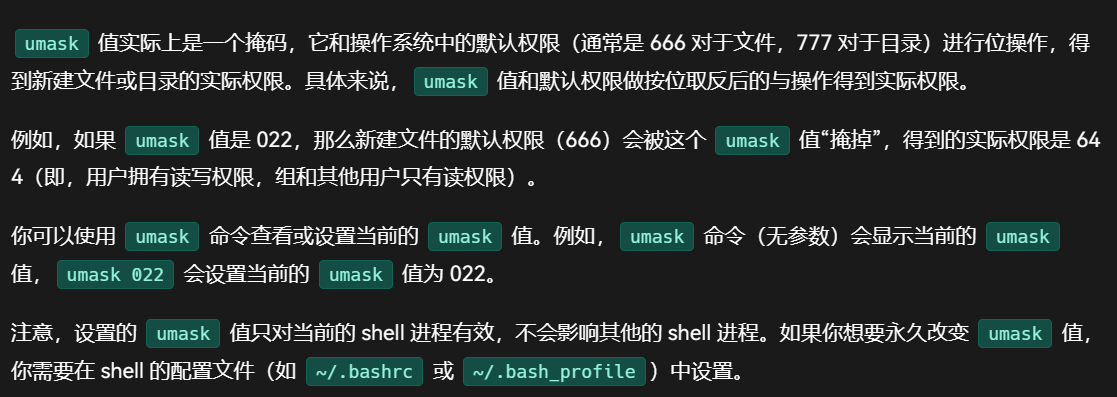 umask 值实际上是一个掩码，它和操作系统中的默认权限（通常是 666 对于文件，777 对于目录）进行位操作，得
到新建文件或目录的实际权限。具体来说， umask 值和默认权限做按位取反后的与操作得到实际权限。
例如，如果 umask 值是 022，那么新建文件的默认权限（666）会被这个 umask 值“掩掉”，得到的实际权限是 64
4（即，用户拥有读写权限，组和其他用户只有读权限）。
你可以使用 umask 命令查看或设置当前的 umask 值。例如， umask 命令（无参数）会显示当前的 umask
值， umask 022 会设置当前的 umask 值为 022。
注意，设置的 umask 值只对当前的 shell 进程有效，不会影响其他的 shell 进程。如果你想要永久改变 umask 值，
你需要在 shell 的配置文件（如 ~/.bashrc 或 ~/.bash_profile ）中设置。